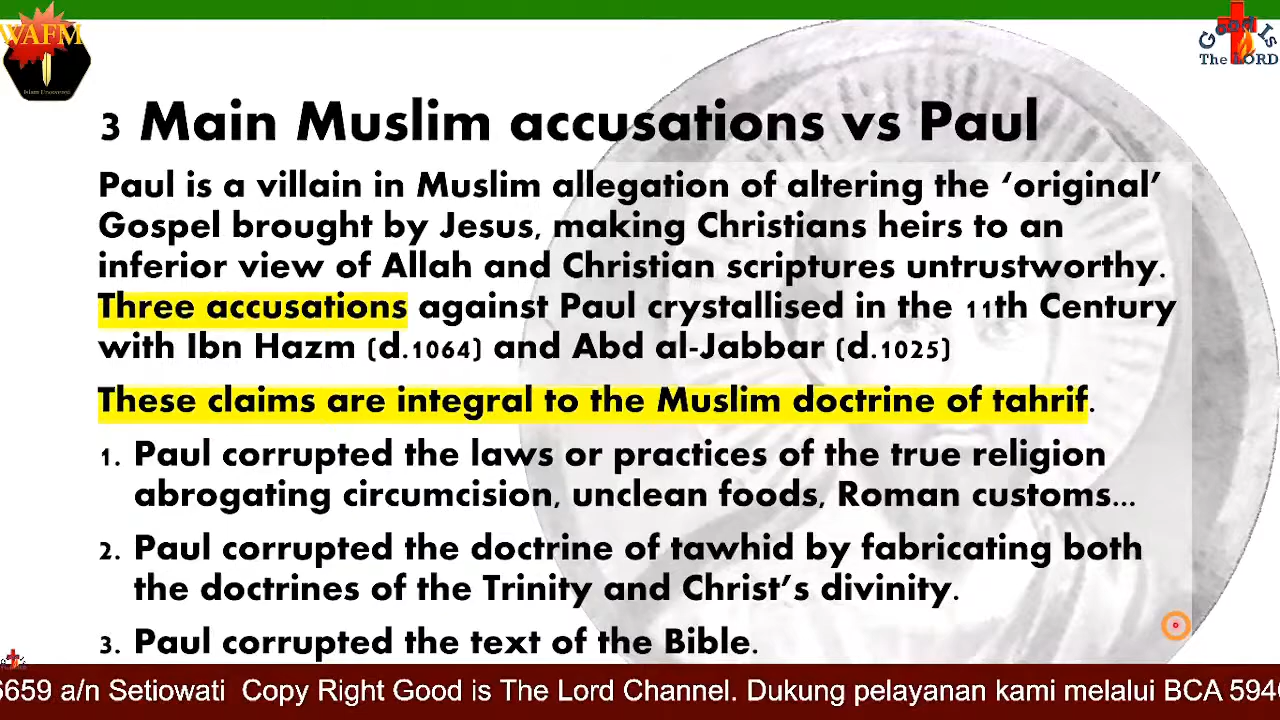 WAFM
Islam Uncovered
Good Is
The LORD
3 Main Muslim accusations vs Paul
Paul is a villain in Muslim allegation of altering the ‘original’
Gospel brought by Jesus, making Christians heirs to an
inferior view of Allah and Christian scriptures untrustworthy.
Three accusations against Paul crystallised in the 11th Century
with Ibn Hazm (d.1064) and Abd al-Jabbar (d.1025)
These claims are integral to the Muslim doctrine of tahrif.
1. Paul corrupted the laws or practices of the true religion
abrogating circumcision, unclean foods, Roman customs...
2. Paul corrupted the doctrine of tawhid by fabricating both
the doctrines of the Trinity and Christ’s divinity.
3. Paul corrupted the text of the Bible.
6659 a/n Setiowati Copy Right Good is The Lord Channel. Dukung pelayanan kami melalui BCA 594